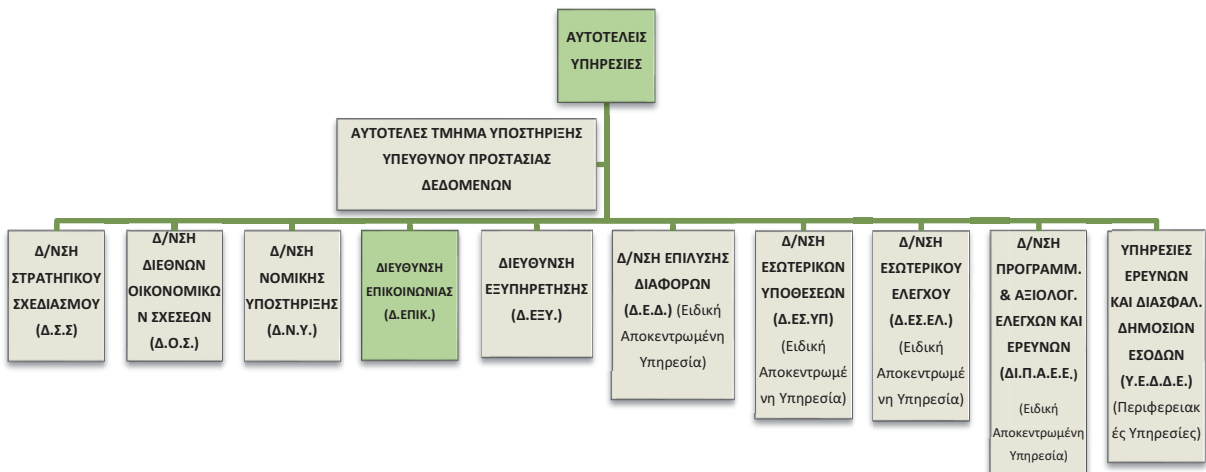 ΑΥΤΟΤΕΛΕΙΣ
ΥΠΗΡΕΣΙΕΣ
ΑΥΤΟΤΕΛΕΣ ΤΜΗΜΑ ΥΠΟΣΤΗΡΙΞΗΣ
ΥΠΕΥΘΥΝΟΥ ΠΡΟΣΤΑΣΙΑΣ
ΔΕΔΟΜΕΝΩΝ
Δ/ΝΣΗ
ΣΤΡΑΤΗΓΙΚΟΥ
ΣΧΕΔΙΑΣΜΟΥ
(Δ.Σ.Σ)
Δ/ΝΣΗ
ΔΙΕΘΝΩΝ
ΟΙΚΟΝΟΜΙΚΩ
Ν ΣΧΕΣΕΩΝ
(Δ.Ο.Σ.)
Δ/ΝΣΗ
ΝΟΜΙΚΗΣ
ΥΠΟΣΤΗΡΙΞΗΣ
(Δ.Ν.Υ.)
ΔΙΕΥΘΥΝΣΗ
ΕΠΙΚΟΙΝΩΝΙΑΣ
(Δ.ΕΠΙΚ.)
ΔΙΕΥΘΥΝΣΗ
ΕΞΥΠΗΡΕΤΗΣΗΣ
(Δ.ΕΞΥ.)
Δ/ΝΣΗ ΕΠΙΛΥΣΗΣ
ΔΙΑΦΟΡΩΝ
(Δ.Ε.Δ.) (Ειδική
Αποκεντρωμένη
Υπηρεσία)
Δ/ΝΣΗ
ΕΣΩΤΕΡΙΚΩΝ
ΥΠΟΘΕΣΕΩΝ
(Δ.ΕΣ.ΥΠ)
(Ειδική
Αποκεντρωμέ
νη Υπηρεσία)
Δ/ΝΣΗ
ΕΣΩΤΕΡΙΚΟΥ
ΕΛΕΓΧΟΥ
(Δ.ΕΣ.ΕΛ.)
(Ειδική
Αποκεντρωμέ
νη Υπηρεσία)
Δ/ΝΣΗ
ΠΡΟΓΡΑΜΜ.
& ΑΞΙΟΛΟΓ.
ΕΛΕΓΧΩΝ ΚΑΙ
ΕΡΕΥΝΩΝ
(ΔΙ.Π.Α.Ε.Ε.)
(Ειδική
Αποκεντρωμένη
Υπηρεσία)
ΥΠΗΡΕΣΙΕΣ
ΕΡΕΥΝΩΝ
ΚΑΙ ΔΙΑΣΦΑΛ.
ΔΗΜΟΣΙΩΝ
ΕΣΟΔΩΝ
(Υ.Ε.Δ.Δ.Ε.)
(Περιφερειακ
ές Υπηρεσίες)